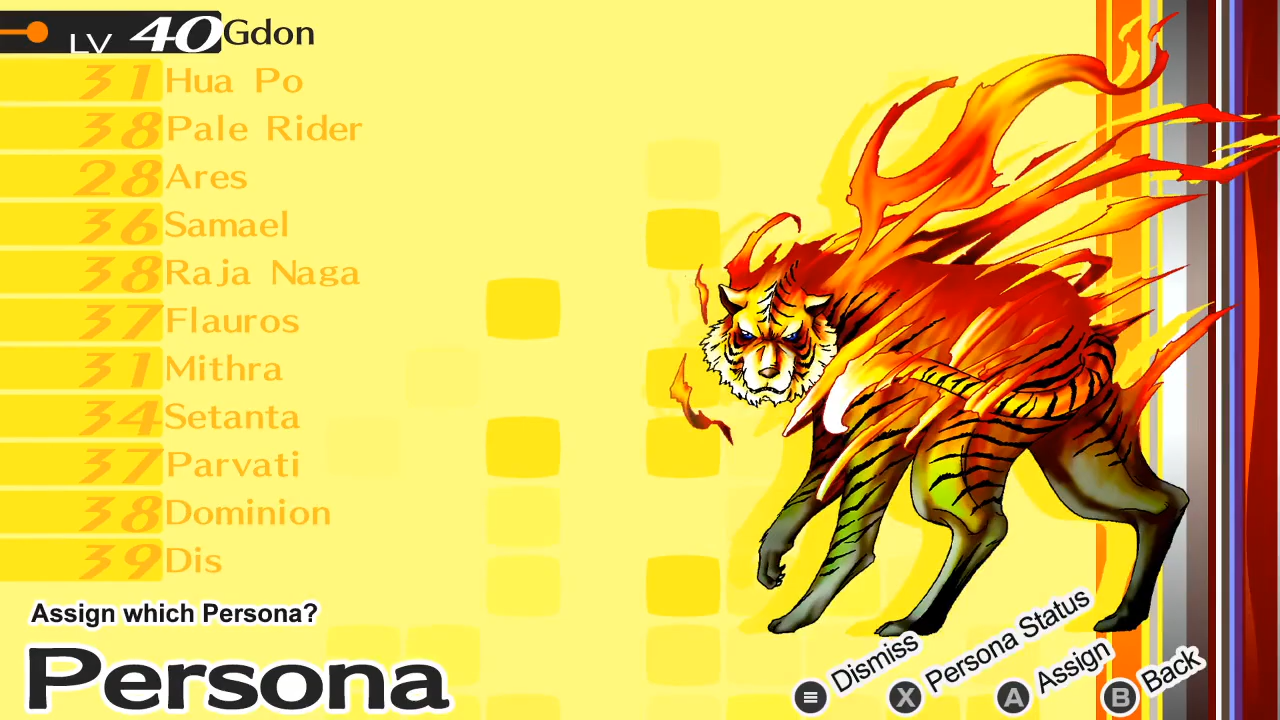 LV 40 Gdon
31 Hua Po
38 Pale Rider
28 Ares
36 Samael
38 Raja Naga
37 Flauros
31 Mithra
34 Setanta
37 Parvati
38 Dominion
39 Dis
Assign which Persona?
Persona
Dismiss
X Persona Status
A Assign
B Back